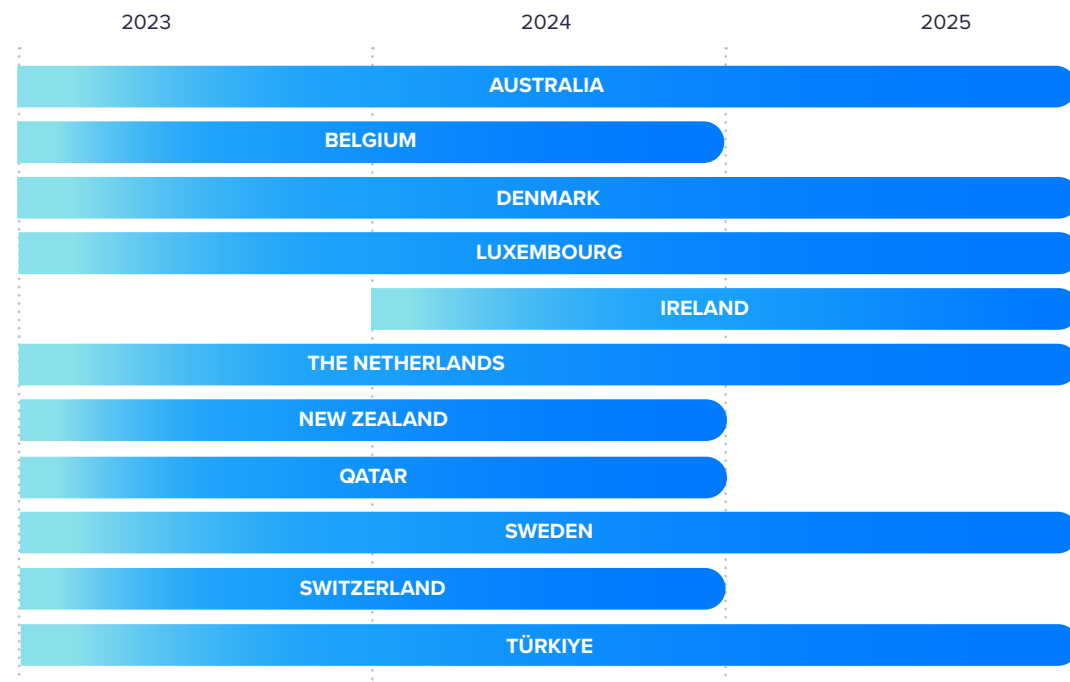 2023 2024 2025
AUSTRALIA
BELGIUM
DENMARK
LUXEMBOURG
IRELAND
THE NETHERLANDS
NEW ZEALAND
QATAR
SWEDEN
SWITZERLAND
TÜRKIYE